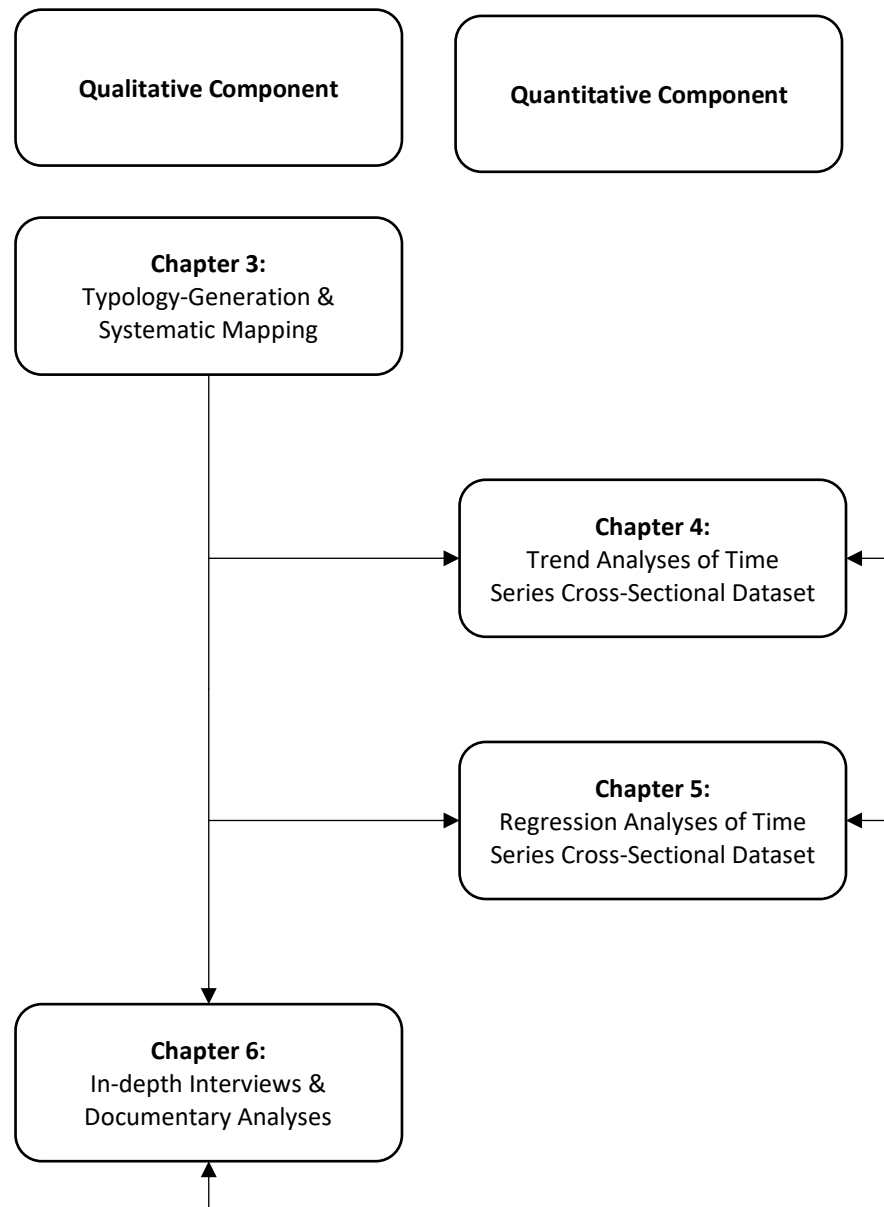 Qualitative Component
Quantitative Component
Chapter 3:
Typology-Generation &
Systematic Mapping
Chapter 4:
Trend Analyses of Time
Series Cross-Sectional Dataset
Chapter 5:
Regression Analyses of Time
Series Cross-Sectional Dataset
Chapter 6:
In-depth Interviews &
Documentary Analyses